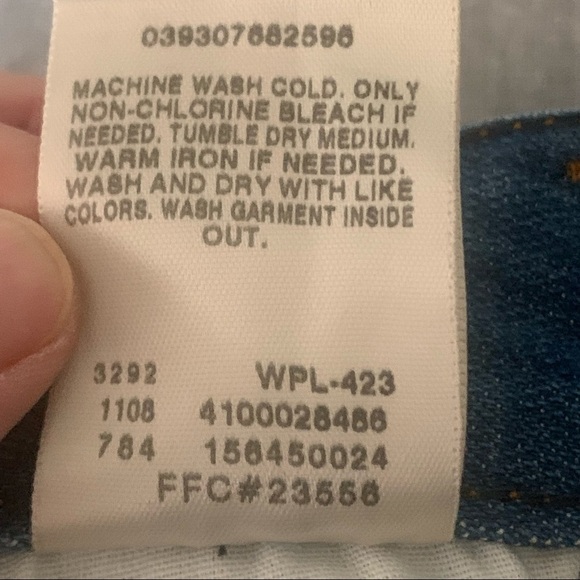 039307682596
MACHINE WASH COLD. ONLY
NON-CHLORINE BLEACH IF
NEEDED. TUMBLE DRY MEDIUM.
WARM IRON IF NEEDED.
WASH AND DRY WITH LIKE
COLORS. WASH GARMENT INSIDE
OUT.
3292 WPL-423
1108 4100028486
784 156450024
FFC#23556